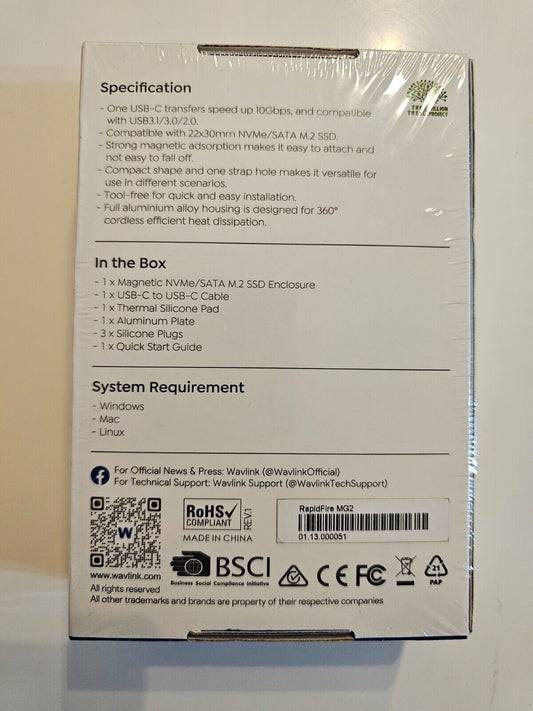 Specification
THE BILLION
TREE PROJECT
- One USB-C transfers speed up 10Gbps, and compatible
with USB3.1/3.0/2.0.
- Compatible with 22x30mm NVMe/SATA M.2 SSD.
- Strong magnetic adsorption makes it easy to attach and
not easy to fall off.
- Compact shape and one strap hole makes it versatile for
use in different scenarios.
- Tool-free for quick and easy installation.
- Full aluminium alloy housing is designed for 360°
cordless efficient heat dissipation.
In the Box
- 1 x Magnetic NVMe/SATA M.2 SSD Enclosure
- 1 x USB-C to USB-C Cable
- 1 x Thermal Silicone Pad
- 1 x Aluminum Plate
- 3 x Silicone Plugs
- 1 x Quick Start Guide
System Requirement
- Windows
- Mac
- Linux
For Official News & Press: Wavlink (@WavlinkOfficial)
For Technical Support: Wavlink Support (@WavlinkTechSupport)
W
RoHS
COMPLIANT
REV.1
MADE IN CHINA
RapidFire MG2
01.13.000051
BSCI
Business Social Compliance Initiative
CE FC
21
PAP
www.wavlink.com
All rights reserved
All other trademarks and brands are property of their respective companies